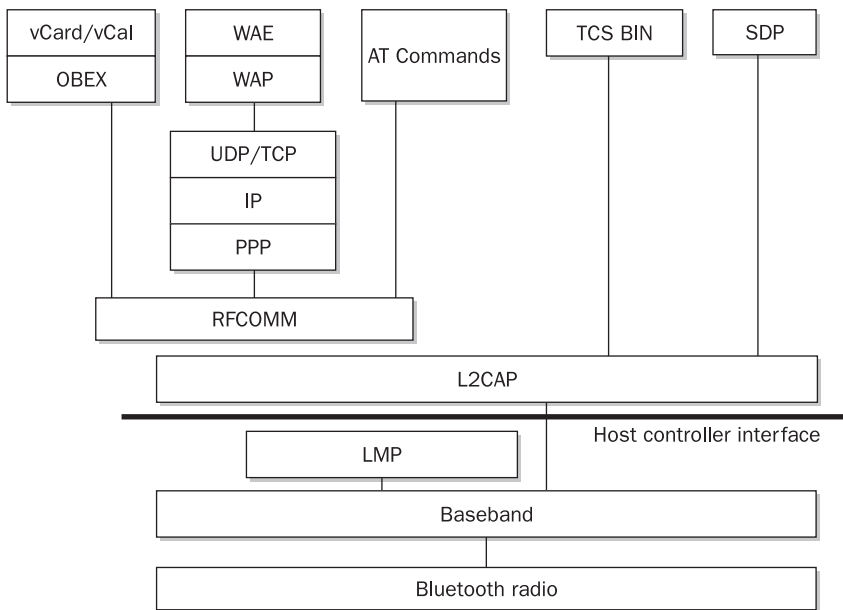 vCard/vCal
OBEX
WAE
WAP
AT Commands
TCS BIN
SDP
UDP/TCP
IP
PPP
RFCOMM
L2CAP
Host controller interface
LMP
Baseband
Bluetooth radio